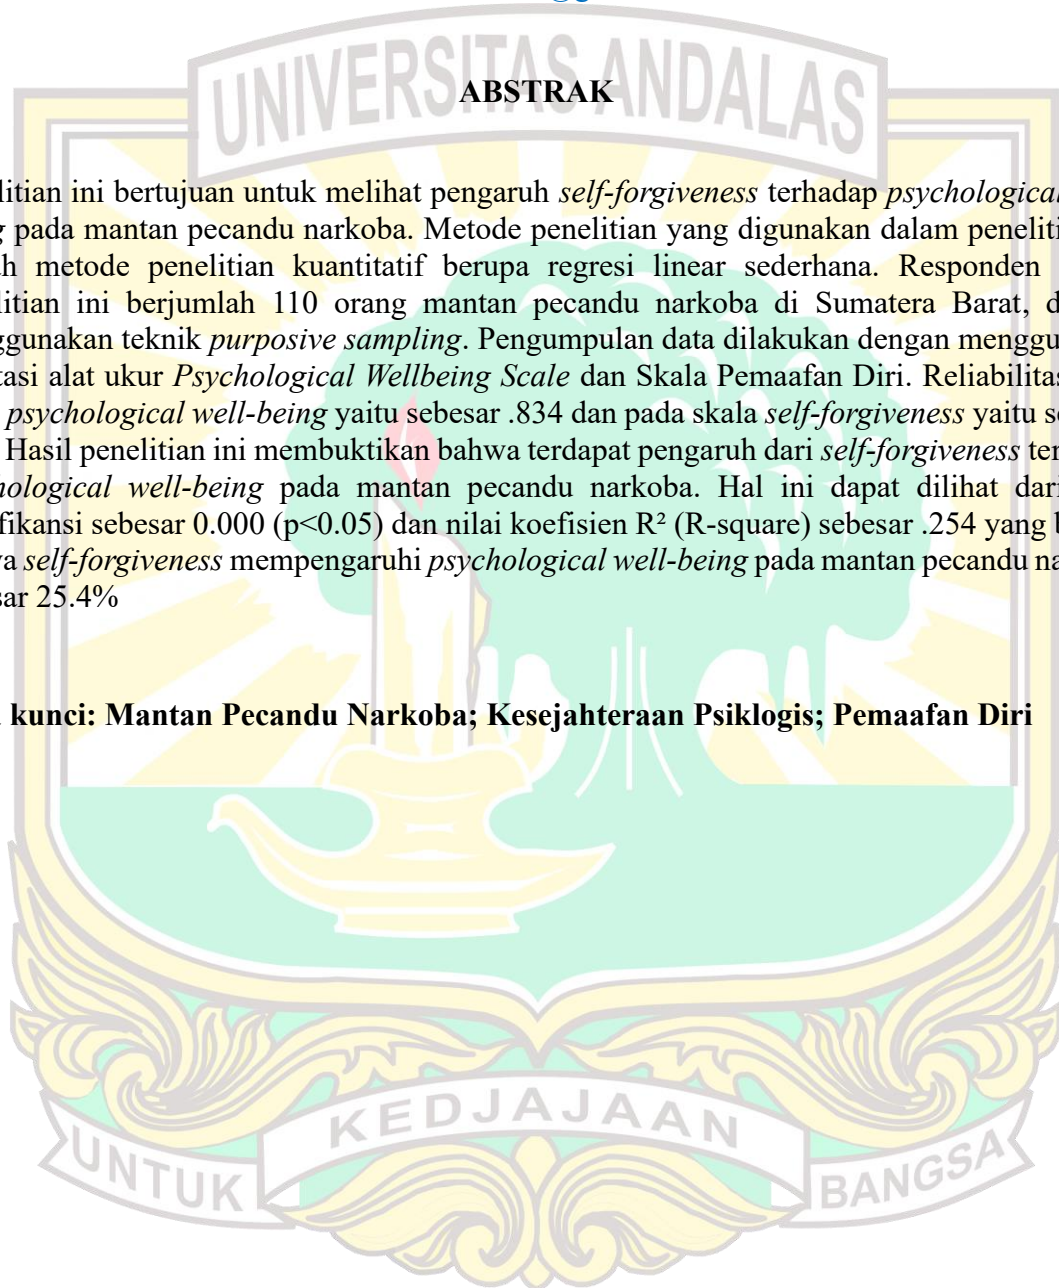 UNIVERSITAS ANDALAS
ABSTRAK
litian ini bertujuan untuk melihat pengaruh self-forgiveness terhadap psychological
pada mantan pecandu narkoba. Metode penelitian yang digunakan dalam peneliti
h metode penelitian kuantitatif berupa regresi linear sederhana. Responden
litian ini berjumlah 110 orang mantan pecandu narkoba di Sumatera Barat, d
ggunakan teknik purposive sampling. Pengumpulan data dilakukan dengan menggu
tasi alat ukur Psychological Wellbeing Scale dan Skala Pemaafan Diri. Reliabilitas
psychological well-being yaitu sebesar .834 dan pada skala self-forgiveness yaitu se
Hasil penelitian ini membuktikan bahwa terdapat pengaruh dari self-forgiveness ter
hological well-being pada mantan pecandu narkoba. Hal ini dapat dilihat dari
fikansi sebesar 0.000 (p<0.05) dan nilai koefisien R² (R-square) sebesar .254 yang b
va self-forgiveness mempengaruhi psychological well-being pada mantan pecandu na
sar 25.4%
kunci: Mantan Pecandu Narkoba; Kesejahteraan Psiklogis; Pemaafan Diri
UNTUK KEDJAJAAN BANGSA